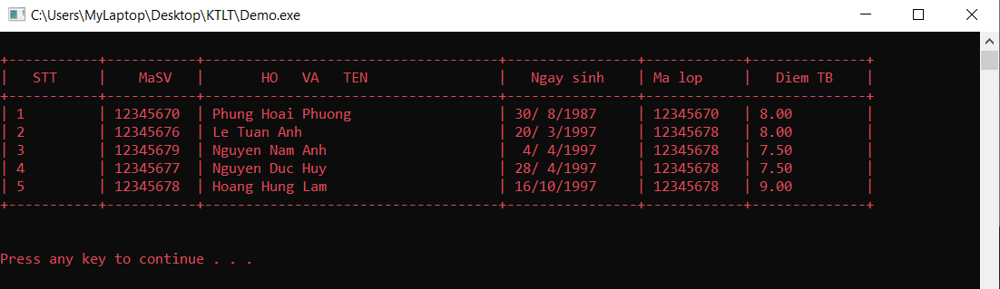 C:\Users\MyLaptop\Desktop\KTLT\Demo.exe
+-----------+-----------+------------------------------------+----------------+------------+--------------+
|   STT     |    MaSV   |       HO   VA   TEN                |   Ngay sinh    | Ma lop     |   Diem TB    |
+-----------+-----------+------------------------------------+----------------+------------+--------------+
| 1         | 12345670  | Phung Hoai Phuong                  | 30/ 8/1987     | 12345670   | 8.00         |
| 2         | 12345676  | Le Tuan Anh                        | 20/ 3/1997     | 12345678   | 8.00         |
| 3         | 12345679  | Nguyen Nam Anh                     |  4/ 4/1997     | 12345678   | 7.50         |
| 4         | 12345677  | Nguyen Duc Huy                     | 28/ 4/1997     | 12345678   | 7.50         |
| 5         | 12345678  | Hoang Hung Lam                     | 16/10/1997     | 12345678   | 9.00         |
+-----------+-----------+------------------------------------+----------------+------------+--------------+
Press any key to continue . . .